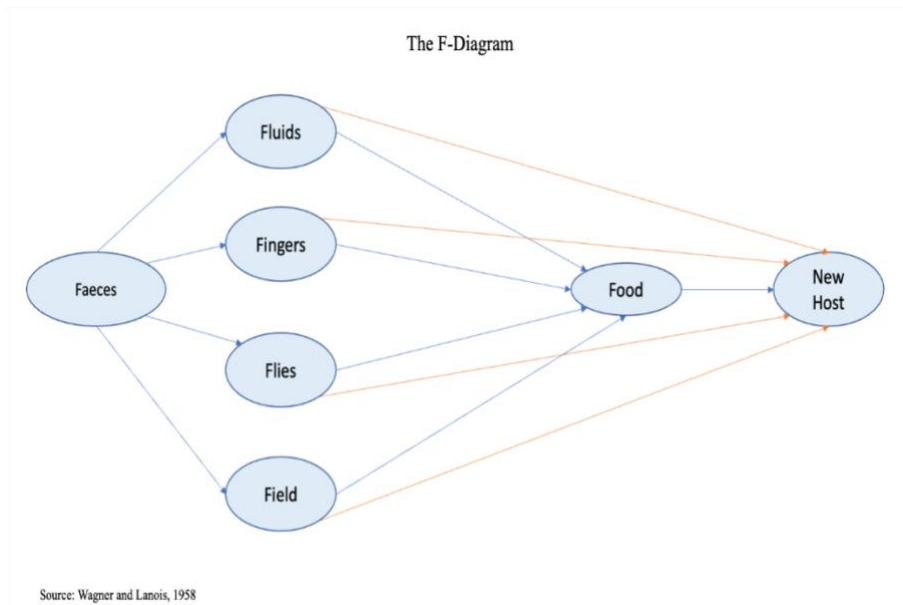 The F-Diagram
Fluids
Fingers
Faeces
Food
New
Host
Flies
Field
Source: Wagner and Lanois, 1958